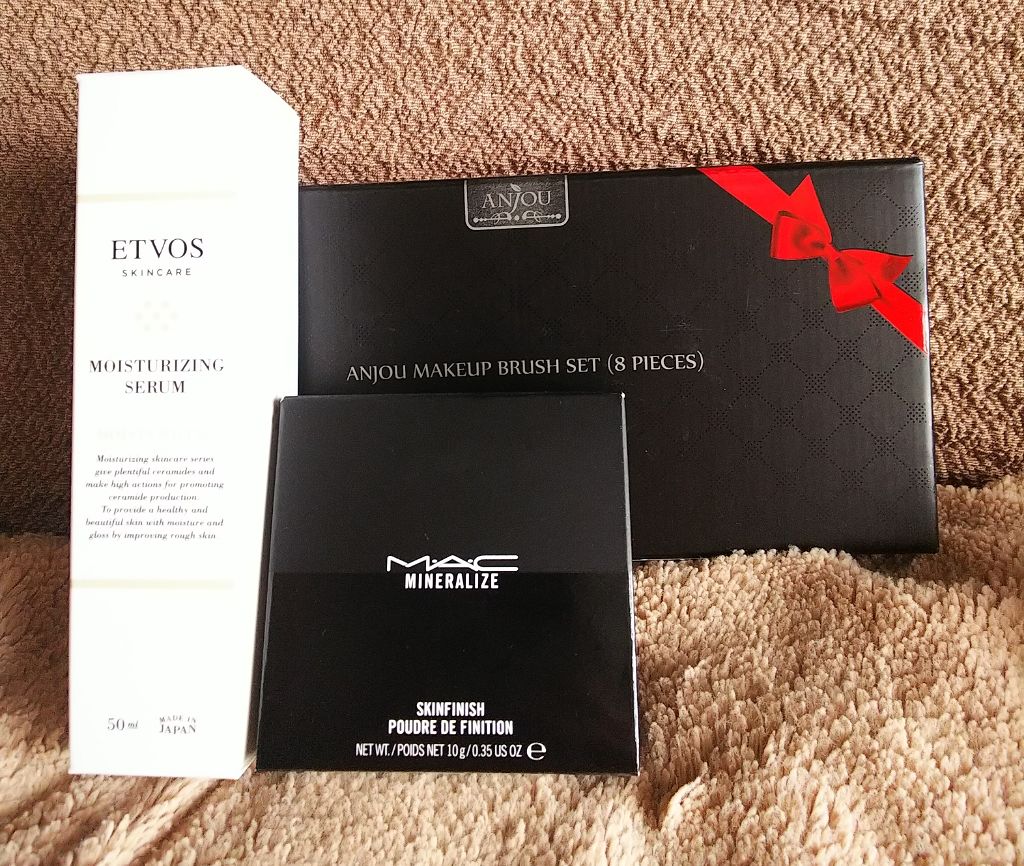 ETVOS
SKINCARE
MOISTURIZING
SERUM
Moisturizing skincare series
give plentiful ceramides and
make high actions for promoting
ceramide production.
To provide a healthy and
beautiful skin with moisture and
gloss by improving rough skin.
50ml
MADE IN
JAPAN
ANJOU
ANJOU MAKEUP BRUSH SET (8 PIECES)
M·A·C
MINERALIZE
SKINFINISH
POUDRE DE FINITION
NET WT./POIDS NET 10g/0.35 US OZ ℮